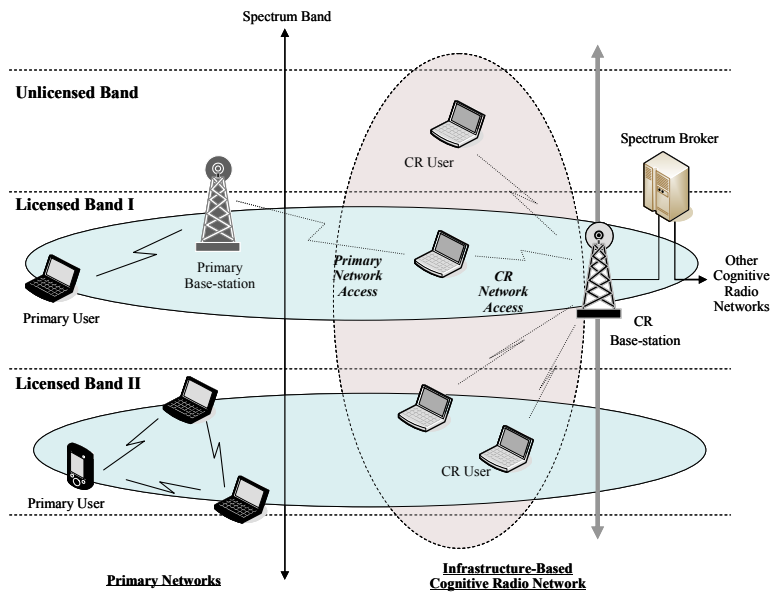 Spectrum Band
Unlicensed Band
CR User
Spectrum Broker
Licensed Band I
Primary
Base-station
Primary
Network
Access
CR
Network
Access
Other
Cognitive
Radio
Networks
Primary User
CR
Base-station
Licensed Band II
CR User
Primary User
Primary Networks
Infrastructure-Based
Cognitive Radio Network